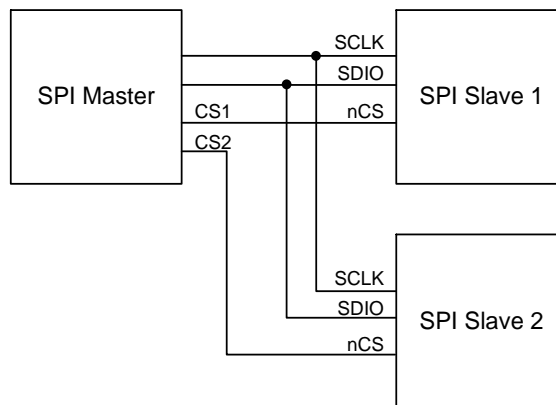 SCLK
SDIO
SPI Master
SPI Slave 1
CS1
nCS
CS2
SCLK
SDIO
SPI Slave 2
nCS